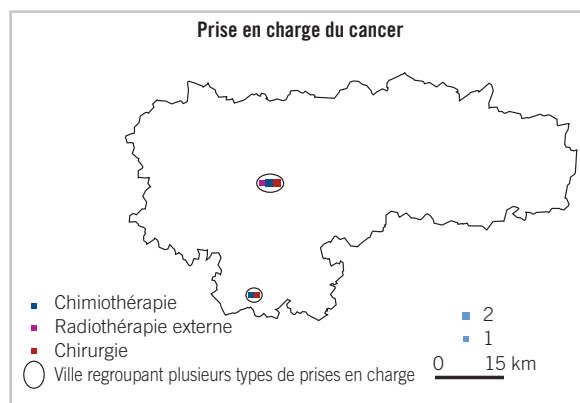 Prise en charge du cancer
Chimiothérapie
Radiothérapie externe
Chirurgie
Ville regroupant plusieurs types de prises en charge
2
1
0 15 km